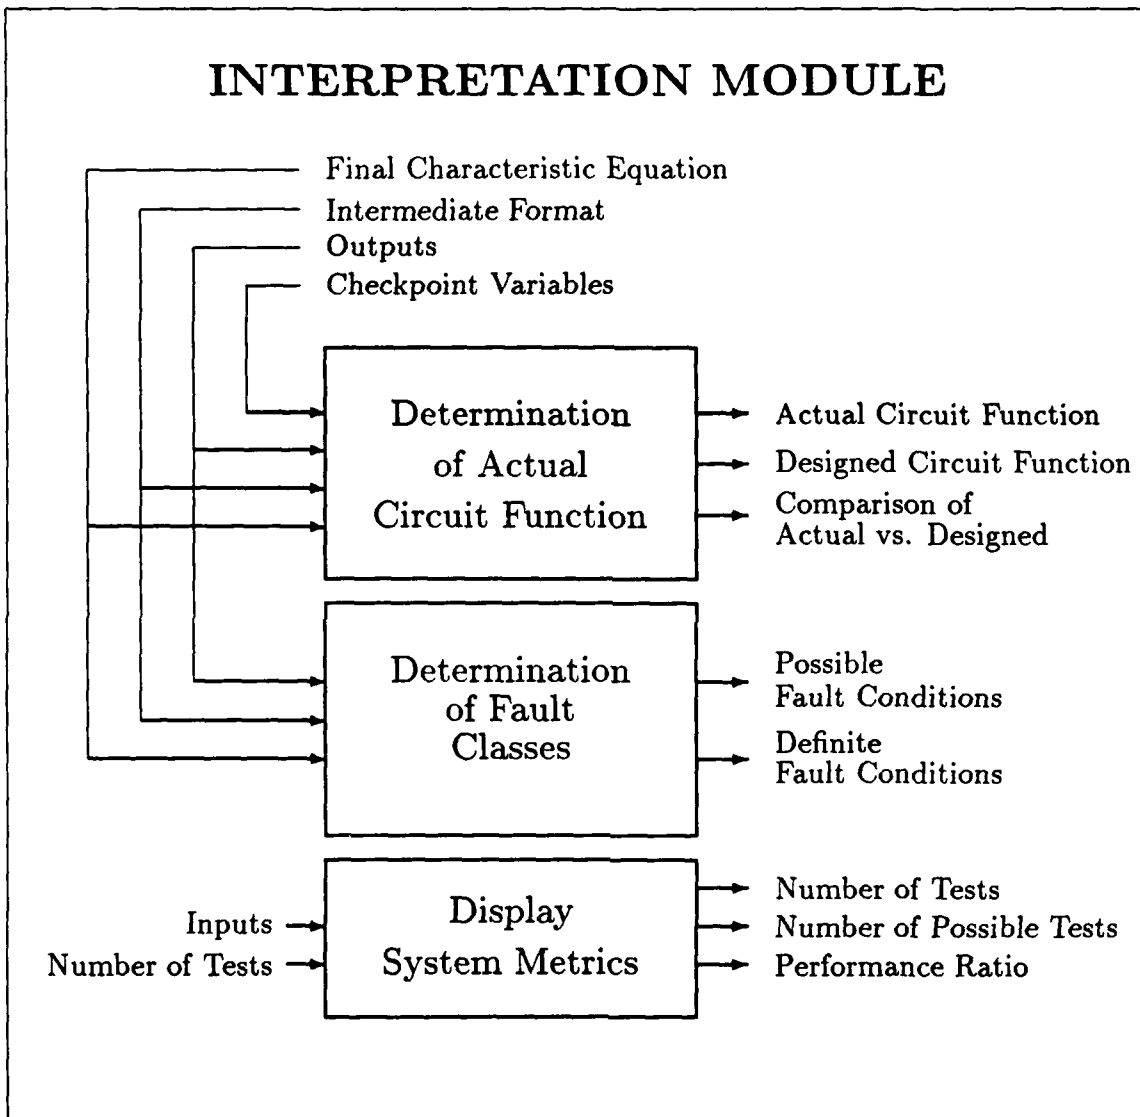 INTERPRETATION MODULE
Final Characteristic Equation
Intermediate Format
Outputs
Checkpoint Variables
Determination
of Actual
Circuit Function
Actual Circuit Function
Designed Circuit Function
Comparison of
Actual vs. Designed
Determination
of Fault
Classes
Possible
Fault Conditions
Definite
Fault Conditions
Inputs
Number of Tests
Display
System Metrics
Number of Tests
Number of Possible Tests
Performance Ratio